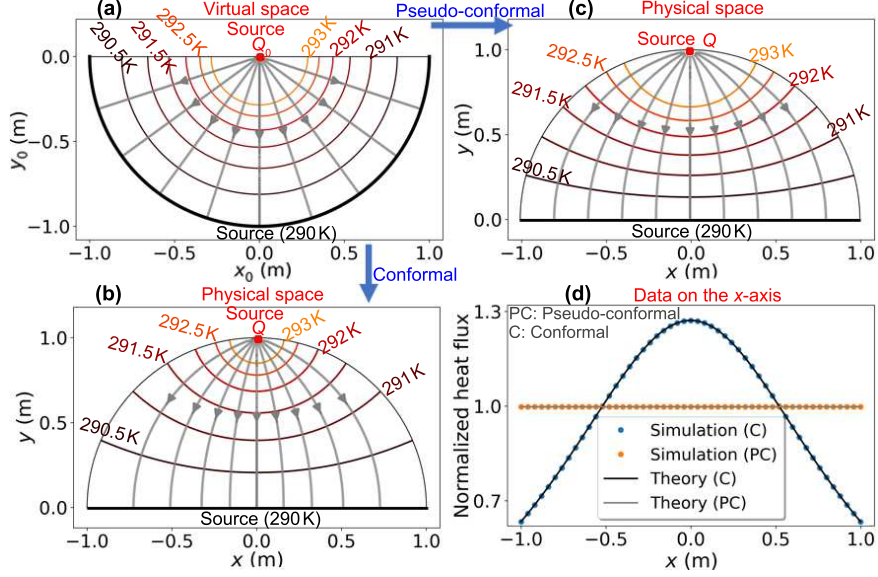 (a)
Virtual space
Pseudo-conformal
(c)
Physical space
290.5K
291.5K
292.5K
Source
Q0
293K
292K
291K
0.0
−0.5
−1.0
y0 (m)
Source (290K)
−1.0
−0.5
0.0
0.5
1.0
x0 (m)
Source Q
292.5K
293K
291.5K
292K
290.5K
291K
1.0
0.5
0.0
y (m)
Source (290K)
−1.0
−0.5
0.0
0.5
1.0
x (m)
Conformal
(b)
Physical space
Source
Q
292.5K
293K
291.5K
292K
290.5K
291K
1.0
0.5
0.0
y (m)
Source (290K)
−1.0
−0.5
0.0
0.5
1.0
x (m)
(d)
Data on the x-axis
PC: Pseudo-conformal
C: Conformal
1.3
1.0
0.7
Normalized heat flux
Simulation (C)
Simulation (PC)
Theory (C)
Theory (PC)
−1.0
−0.5
0.0
0.5
1.0
x (m)